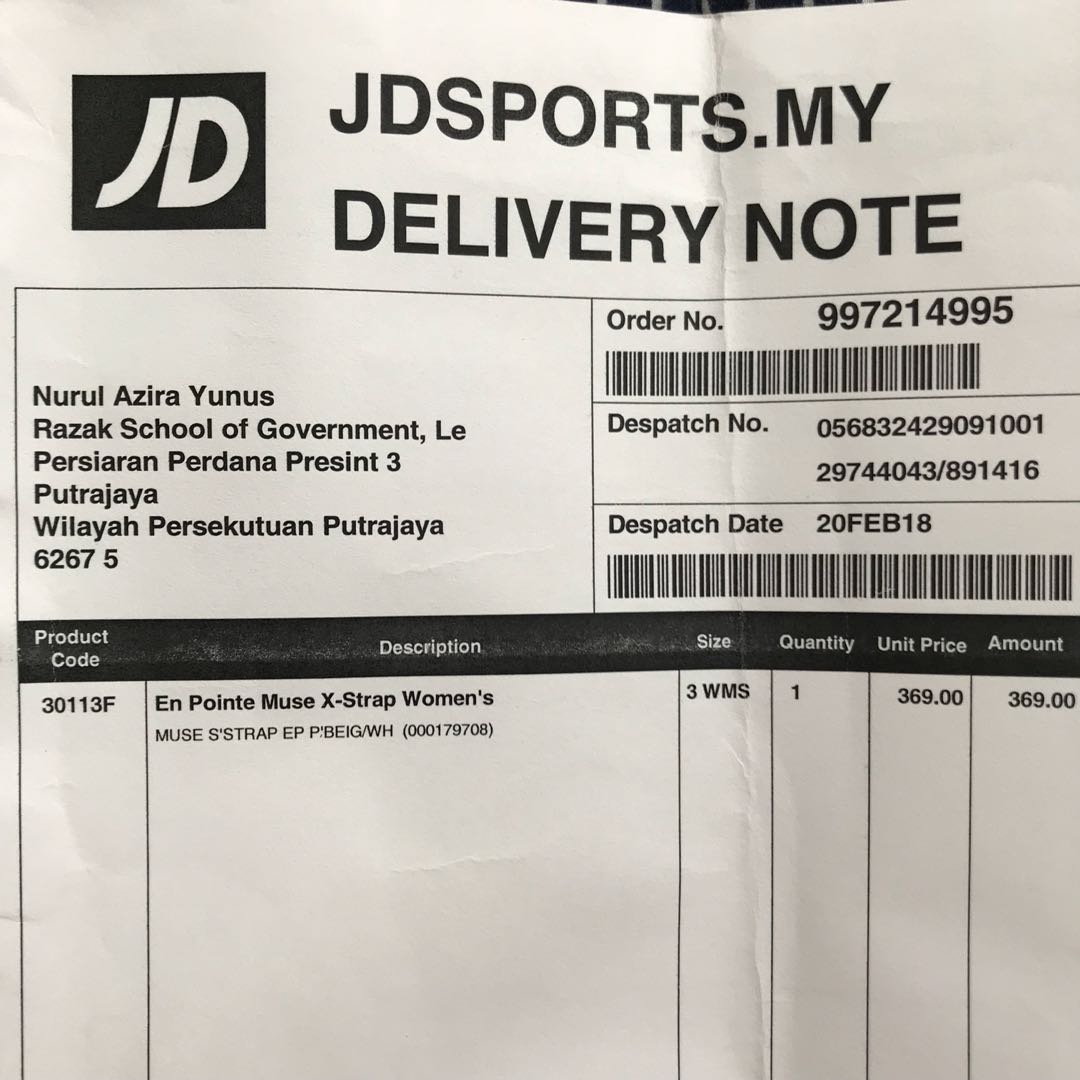 JD
JDSPORTS.MY
DELIVERY NOTE
Nurul Azira Yunus
Razak School of Government, Le
Persiaran Perdana Presint 3
Putrajaya
Wilayah Persekutuan Putrajaya
6267 5
Order No. 997214995
Despatch No. 056832429091001
29744043/891416
Despatch Date 20FEB18
Product Code Description Size Quantity Unit Price Amount
30113F En Pointe Muse X-Strap Women's 3 WMS 1 369.00 369.00
MUSE S'STRAP EP P.'BEIG/WH (000179708)